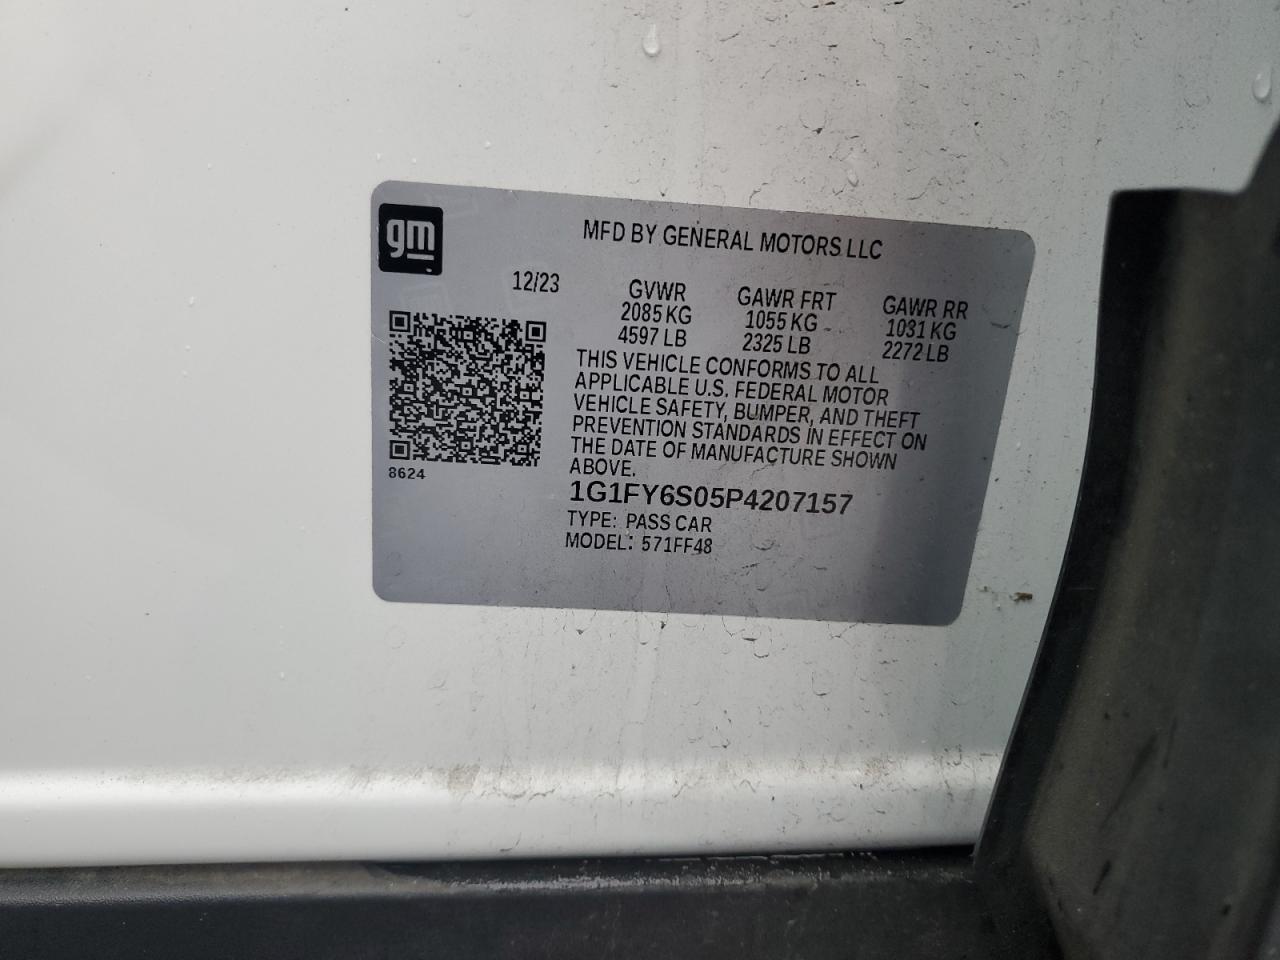 gm
MFD BY GENERAL MOTORS LLC
12/23 GVWR GAWR FRT GAWR RR
2085 KG 1055 KG 1031 KG
4597 LB 2325 LB 2272 LB
THIS VEHICLE CONFORMS TO ALL
APPLICABLE U.S. FEDERAL MOTOR
VEHICLE SAFETY, BUMPER, AND THEFT
PREVENTION STANDARDS IN EFFECT ON
THE DATE OF MANUFACTURE SHOWN
ABOVE.
8624
1G1FY6S05P4207157
TYPE: PASS CAR
MODEL: 571FF48